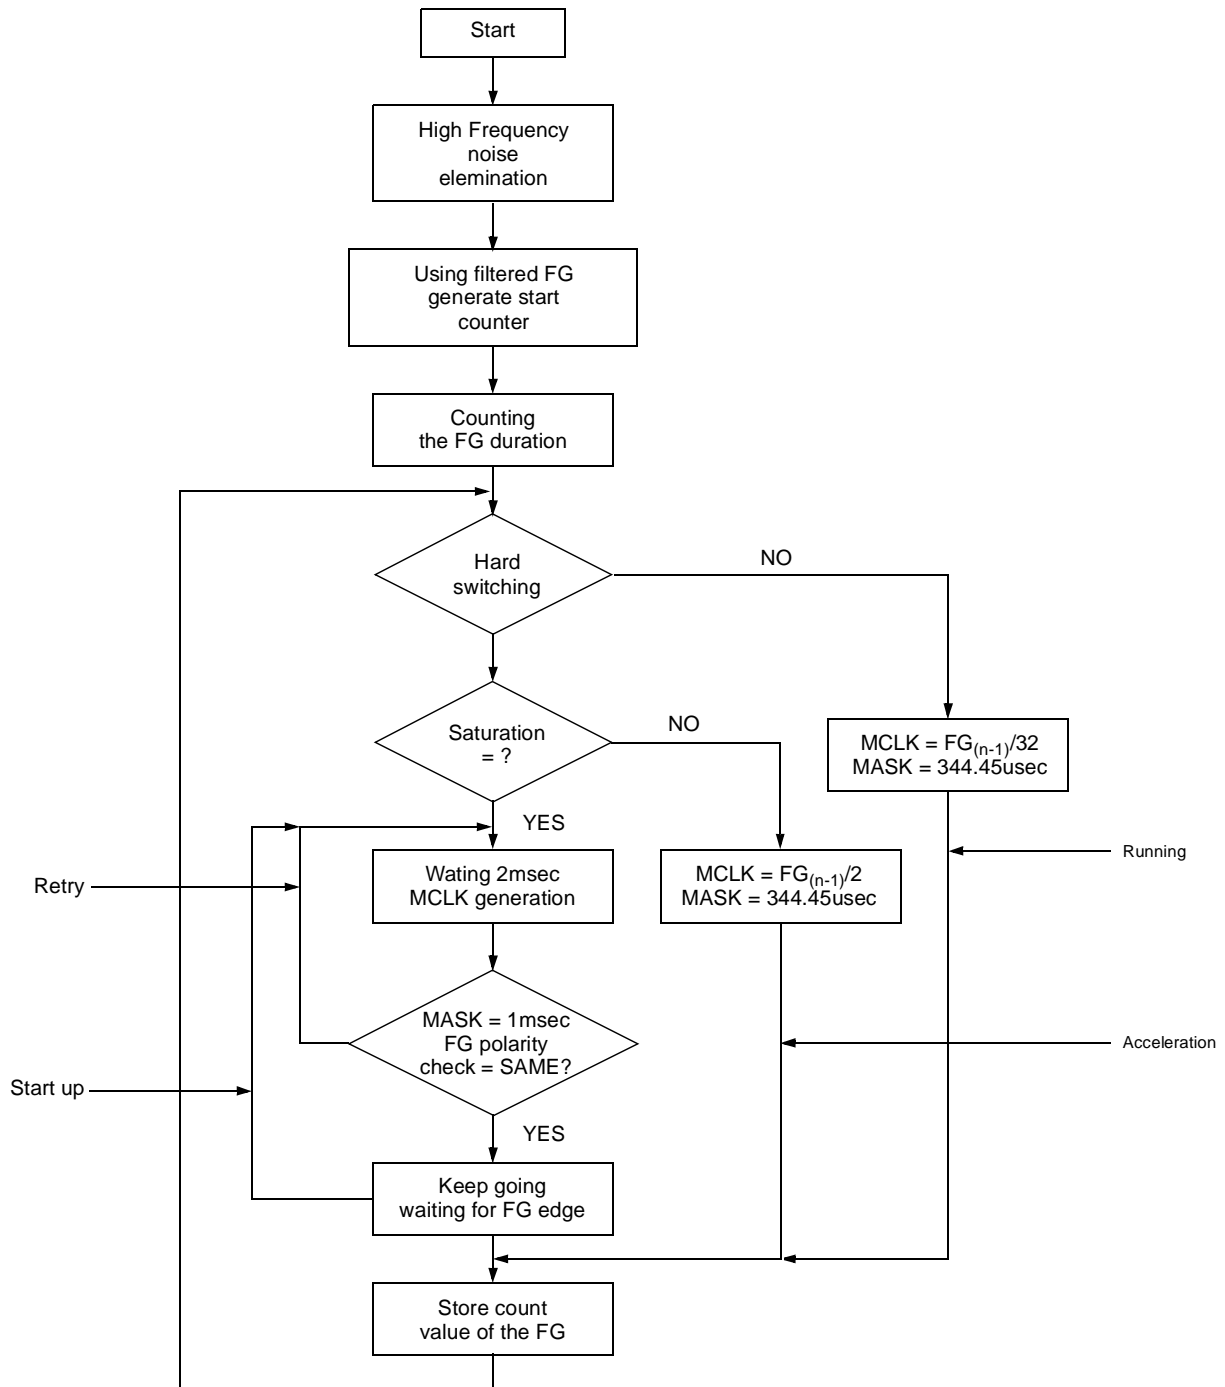 Start
High Frequency
noise
elemination
Using filtered FG
generate start
counter
Counting
the FG duration
Hard
switching
NO
Saturation
= ?
NO
MCLK = FG(n-1)/32
MASK = 344.45usec
YES
Wating 2msec
MCLK generation
MCLK = FG(n-1)/2
MASK = 344.45usec
Running
Retry
MASK = 1msec
FG polarity
check = SAME?
Acceleration
Start up
YES
Keep going
waiting for FG edge
Store count
value of the FG